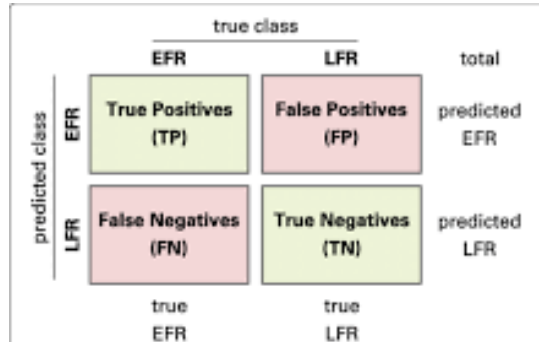 true class
EFR LFR total
predicted class
EFR
True Positives
(TP)
False Positives
(FP)
predicted
EFR
LFR
False Negatives
(FN)
True Negatives
(TN)
predicted
LFR
true
EFR
true
LFR